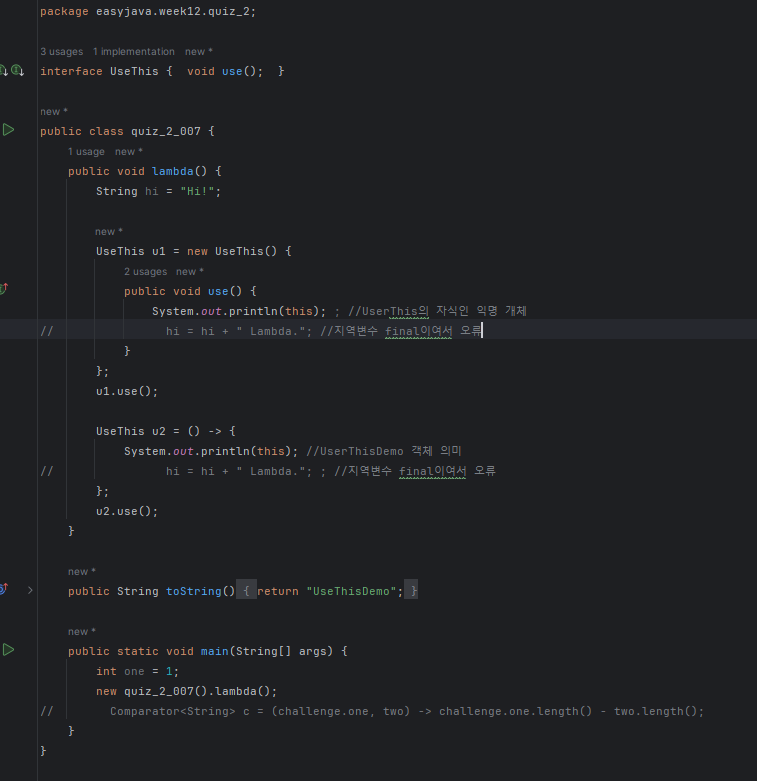 package easyjava.week12.quiz_2;
3 usages   1 implementation   new *
interface UseThis {  void use();  }
new *
public class quiz_2_007 {
1 usage   new *
public void lambda() {
String hi = "Hi!";
new *
UseThis u1 = new UseThis() {
2 usages   new *
public void use() {
System.out.println(this); ; //UserThis의 자식인 익명 개체
//            hi = hi + " Lambda."; //지역변수 final이여서 오류
}
};
u1.use();
UseThis u2 = () -> {
System.out.println(this); //UserThisDemo 객체 의미
//            hi = hi + " Lambda."; ; //지역변수 final이여서 오류
};
u2.use();
}
new *
public String toString() { return "UseThisDemo"; }
new *
public static void main(String[] args) {
int one = 1;
new quiz_2_007().lambda();
//        Comparator<String> c = (challenge.one, two) -> challenge.one.length() - two.length();
}
}